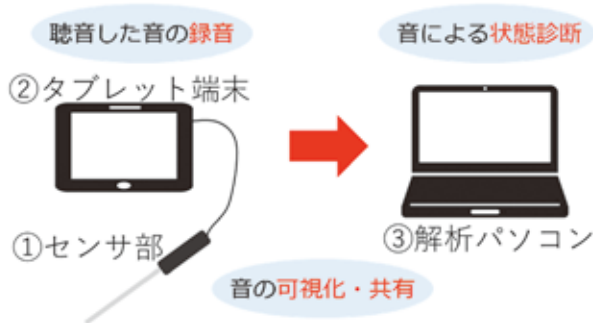 聴音した音の録音
音による状態診断
②タブレット端末
①センサ部
③解析パソコン
音の可視化・共有